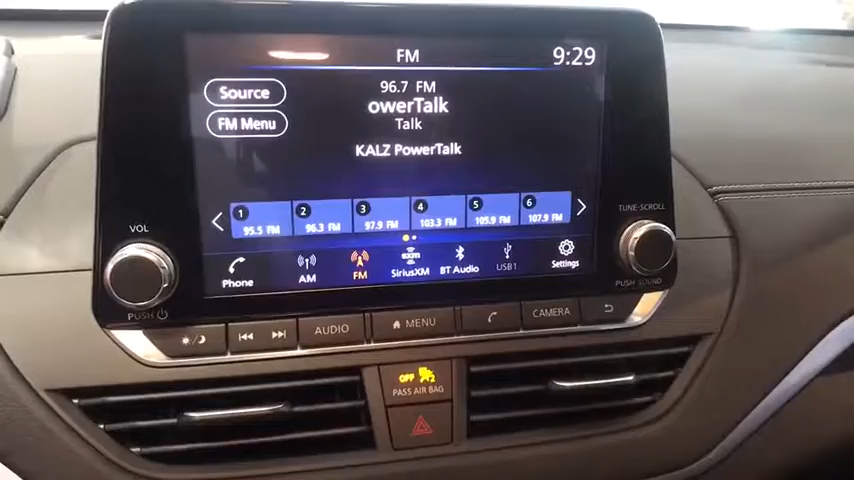 FM 9:29
Source
FM Menu
96.7 FM
owerTalk
Talk
KALZ PowerTalk
1 2 3 4 5 6
95.5 FM 96.3 FM 97.9 FM 103.3 FM 105.9 FM 107.9 FM
Phone AM FM SiriusXM BT Audio USB1 Settings
VOL
PUSH
TUNE·SCROLL
PUSH SOUND
AUDIO MENU CAMERA
OFF
PASS AIR BAG